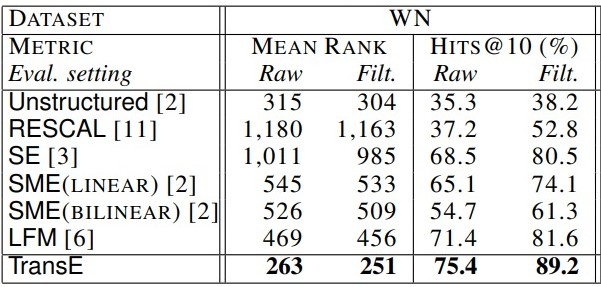 DATASET WN
METRIC MEAN RANK HITS@10 (%)
Eval. setting Raw Filt. Raw Filt.
Unstructured [2] 315 304 35.3 38.2
RESCAL [11] 1,180 1,163 37.2 52.8
SE [3] 1,011 985 68.5 80.5
SME(LINEAR) [2] 545 533 65.1 74.1
SME(BILINEAR) [2] 526 509 54.7 61.3
LFM [6] 469 456 71.4 81.6
TransE 263 251 75.4 89.2